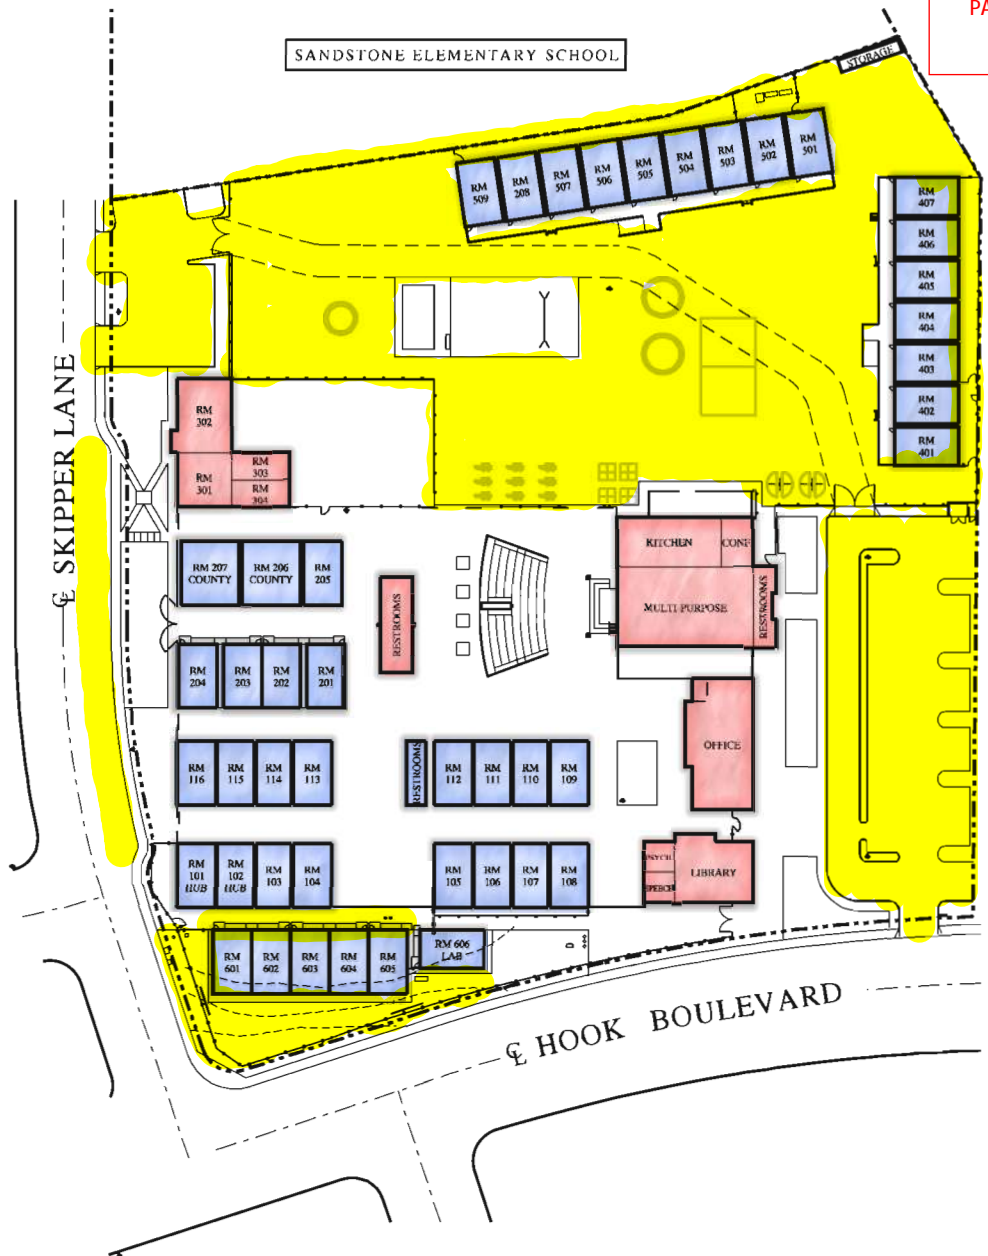 PA
SANDSTONE ELEMENTARY SCHOOL
STORAGE
RM 509
RM 208
RM 507
RM 506
RM 505
RM 504
RM 503
RM 502
RM 501
RM 407
RM 406
RM 405
RM 404
RM 403
RM 402
RM 401
℄ SKIPPER LANE
RM 302
RM 301
RM 303
RM 304
KITCHEN
CONF
MULTI-PURPOSE
RESTROOMS
RM 207 COUNTY
RM 206 COUNTY
RM 205
RESTROOMS
RM 204
RM 203
RM 202
RM 201
OFFICE
RM 116
RM 115
RM 114
RM 113
RESTROOMS
RM 112
RM 111
RM 110
RM 109
RM 101 HUB
RM 102 HUB
RM 103
RM 104
RM 105
RM 106
RM 107
RM 108
PSYCH
SPEECH
LIBRARY
RM 601
RM 602
RM 603
RM 604
RM 605
RM 606 LAB
℄ HOOK BOULEVARD